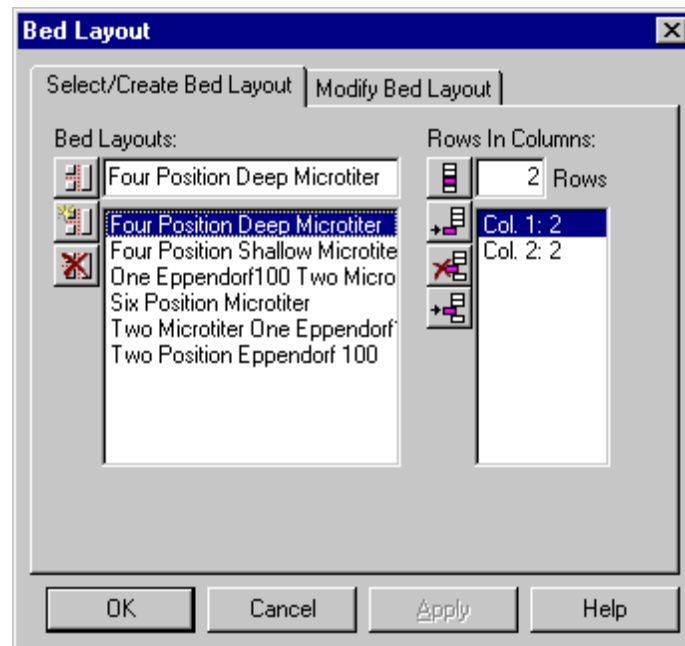 Bed Layout
Select/Create Bed Layout
Modify Bed Layout
Bed Layouts:
Rows In Columns:
Four Position Deep Microtiter
2 Rows
Four Position Deep Microtiter
Four Position Shallow Microtite
One Eppendorf100 Two Micro
Six Position Microtiter
Two Microtiter One Eppendorf
Two Position Eppendorf 100
Col. 1: 2
Col. 2: 2
OK
Cancel
Apply
Help